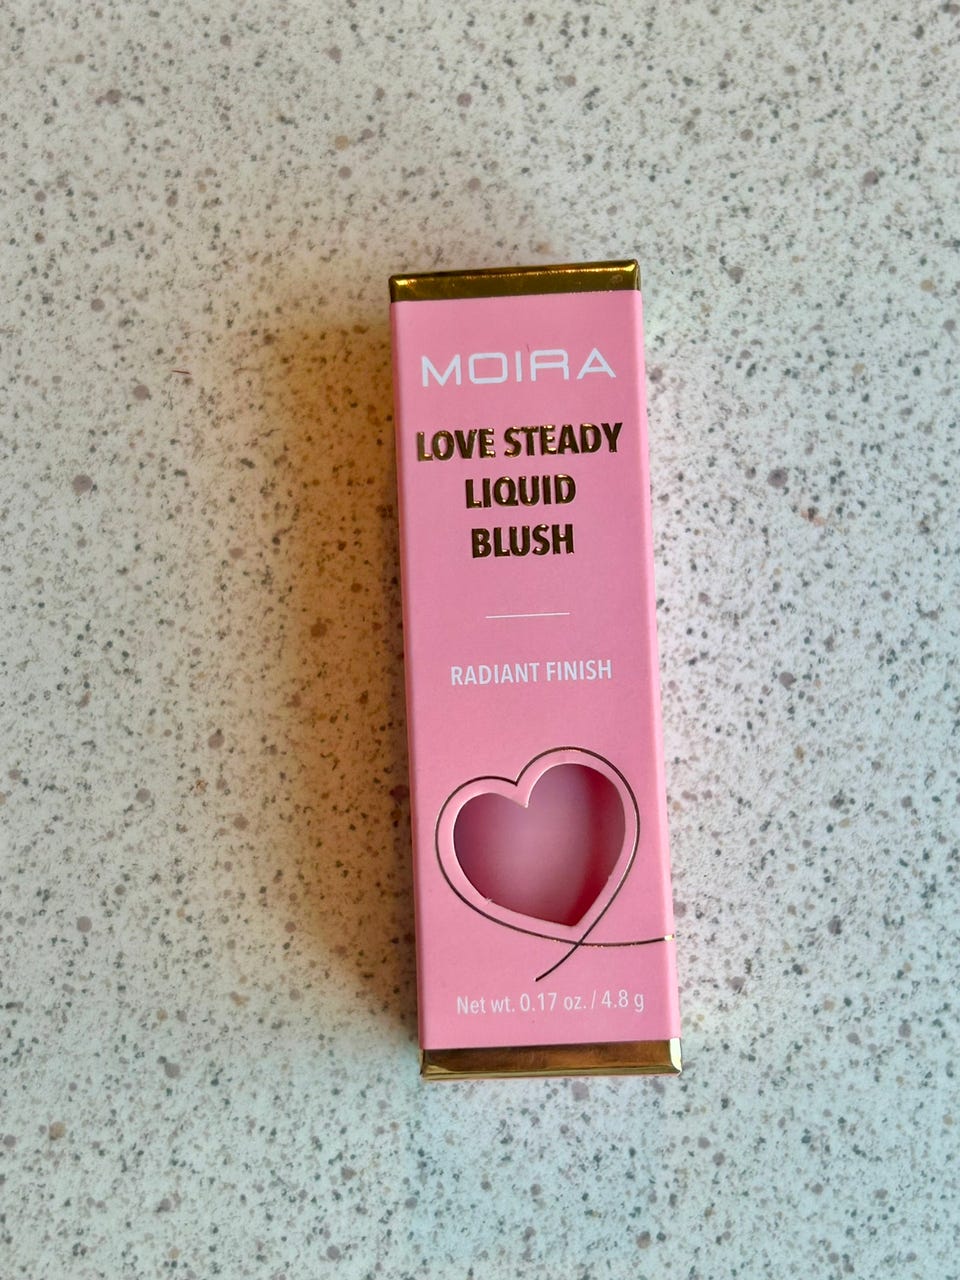 MOIRA
LOVE STEADY
LIQUID
BLUSH
RADIANT FINISH
Net wt. 0.17 oz. / 4.8 g